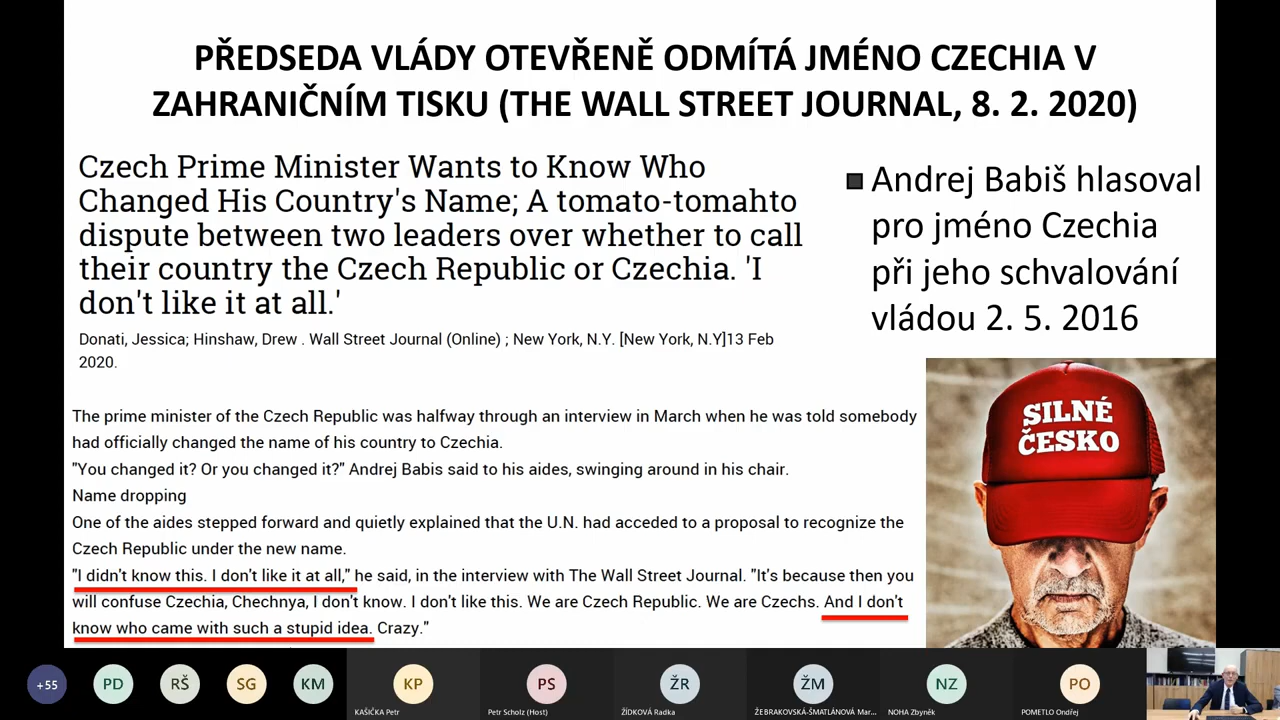 PŘEDSEDA VLÁDY OTEVŘENĚ ODMÍTÁ JMÉNO CZECHIA V
ZAHRANIČNÍM TISKU (THE WALL STREET JOURNAL, 8. 2. 2020)
Czech Prime Minister Wants to Know Who
Changed His Country's Name; A tomato-tomahto
dispute between two leaders over whether to call
their country the Czech Republic or Czechia. 'I
don't like it at all.'
Donati, Jessica; Hinshaw, Drew . Wall Street Journal (Online) ; New York, N.Y. [New York, N.Y]13 Feb
2020.
Andrej Babiš hlasoval
pro jméno Czechia
při jeho schvalování
vládou 2. 5. 2016
The prime minister of the Czech Republic was halfway through an interview in March when he was told somebody
had officially changed the name of his country to Czechia.
"You changed it? Or you changed it?" Andrej Babis said to his aides, swinging around in his chair.
Name dropping
One of the aides stepped forward and quietly explained that the U.N. had acceded to a proposal to recognize the
Czech Republic under the new name.
"I didn't know this. I don't like it at all," he said, in the interview with The Wall Street Journal. "It's because then you
will confuse Czechia, Chechnya, I don't know. I don't like this. We are Czech Republic. We are Czechs. And I don't
know who came with such a stupid idea. Crazy."
SILNÉ
ČESKO
+55
PD
RŠ
SG
KM
KP
KAŠIČKA Petr
PS
Petr Scholz (Host)
ŽR
ŽÍDKOVÁ Radka
ŽM
ŽEBRAKOVSKÁ-ŠMATLÁNOVÁ Mar...
NZ
NOHA Zbyněk
PO
POMETLO Ondřej